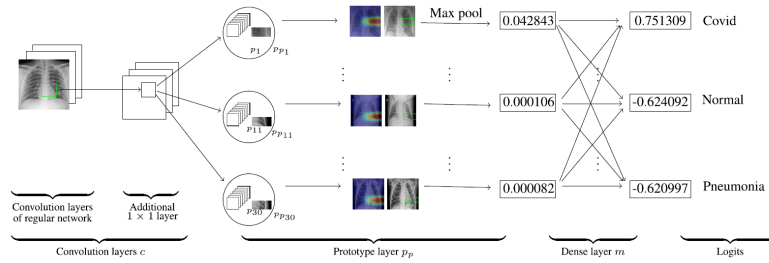 Max pool
0.042843
0.751309
Covid
p1
pp1
0.000106
-0.624092
Normal
p11
pp11
0.000082
-0.620997
Pneumonia
p30
pp30
Convolution layers
of regular network
Additional
1 × 1 layer
Convolution layers c
Prototype layer pp
Dense layer m
Logits